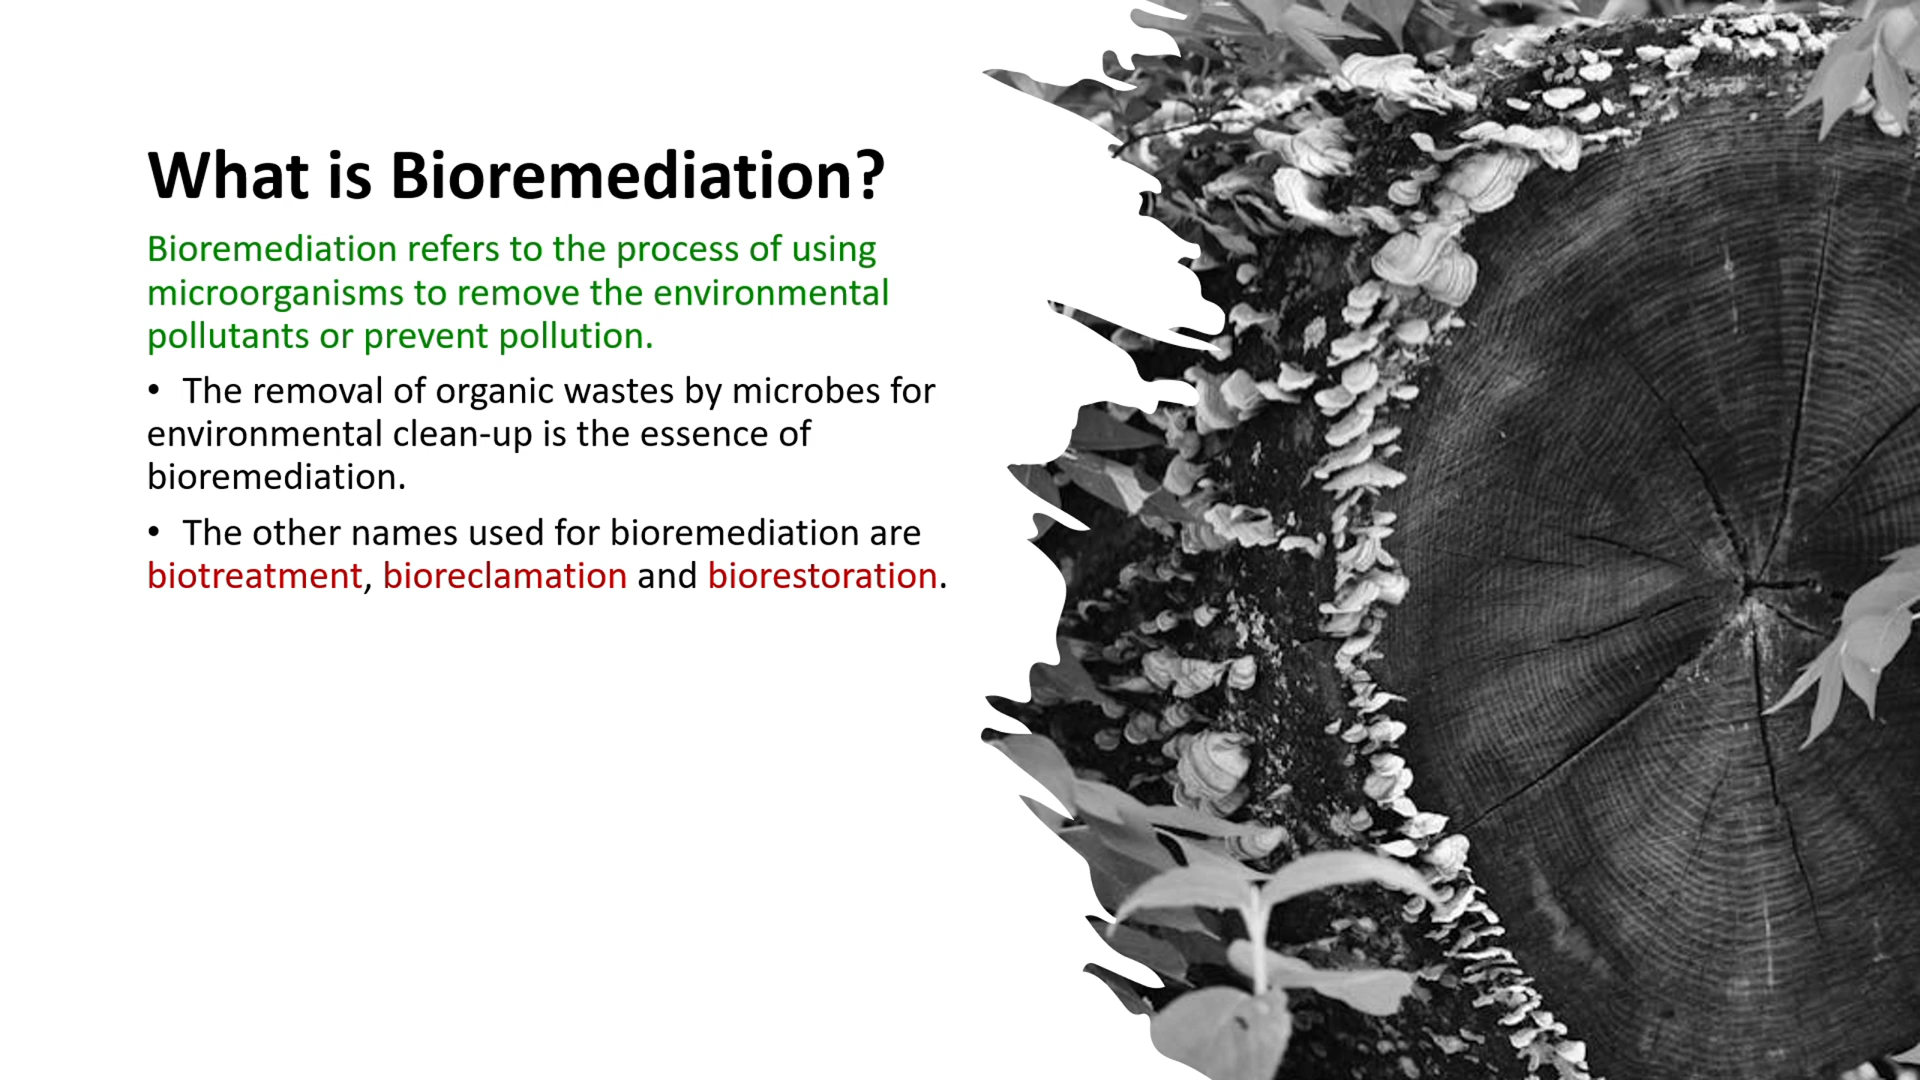 What is Bioremediation?
Bioremediation refers to the process of using
microorganisms to remove the environmental
pollutants or prevent pollution.
• The removal of organic wastes by microbes for
environmental clean-up is the essence of
bioremediation.
• The other names used for bioremediation are
biotreatment, bioreclamation and biorestoration.